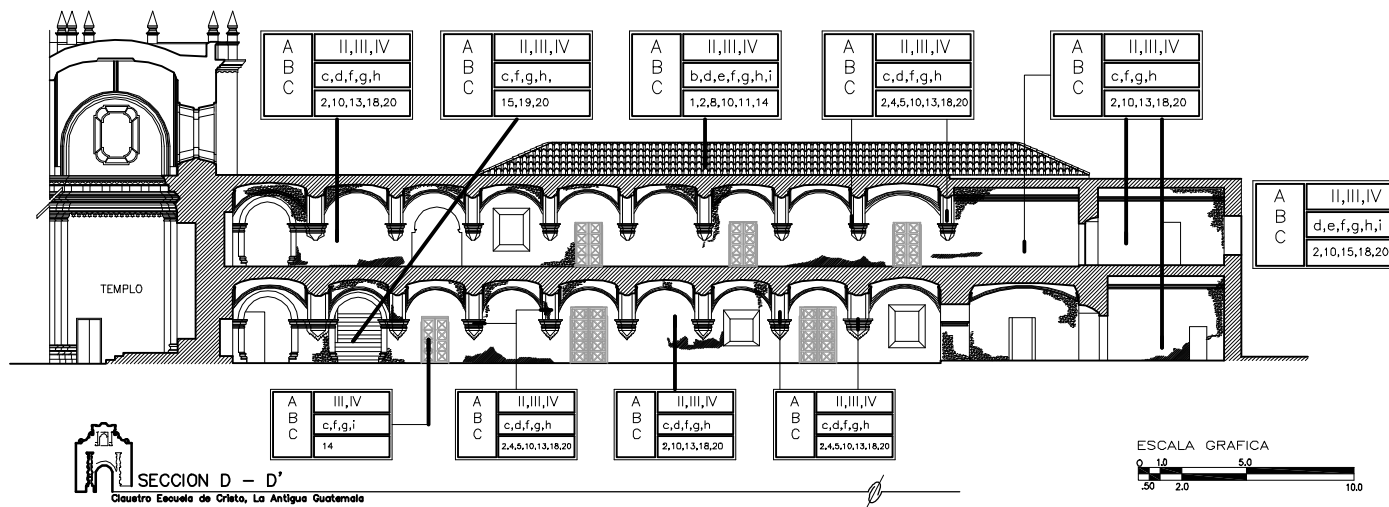 A
B
C
II,III,IV
c,d,f,g,h
2,10,13,18,20
A
B
C
II,III,IV
c,f,g,h,
15,19,20
A
B
C
II,III,IV
b,d,e,f,g,h,i
1,2,8,10,11,14
A
B
C
II,III,IV
c,d,f,g,h
2,4,5,10,13,18,20
A
B
C
II,III,IV
c,f,g,h
2,10,13,18,20
A
B
C
II,III,IV
d,e,f,g,h,i
2,10,15,18,20
TEMPLO
A
B
C
III,IV
c,f,g,i
14
A
B
C
II,III,IV
c,d,f,g,h
2,4,5,10,13,18,20
A
B
C
II,III,IV
c,d,f,g,h
2,10,13,18,20
A
B
C
II,III,IV
c,d,f,g,h
2,4,5,10,13,18,20
SECCION D – D'
Claustro Escuela de Cristo, La Antigua Guatemala
ESCALA GRAFICA
0 1.0 5.0
.50 2.0 10.0